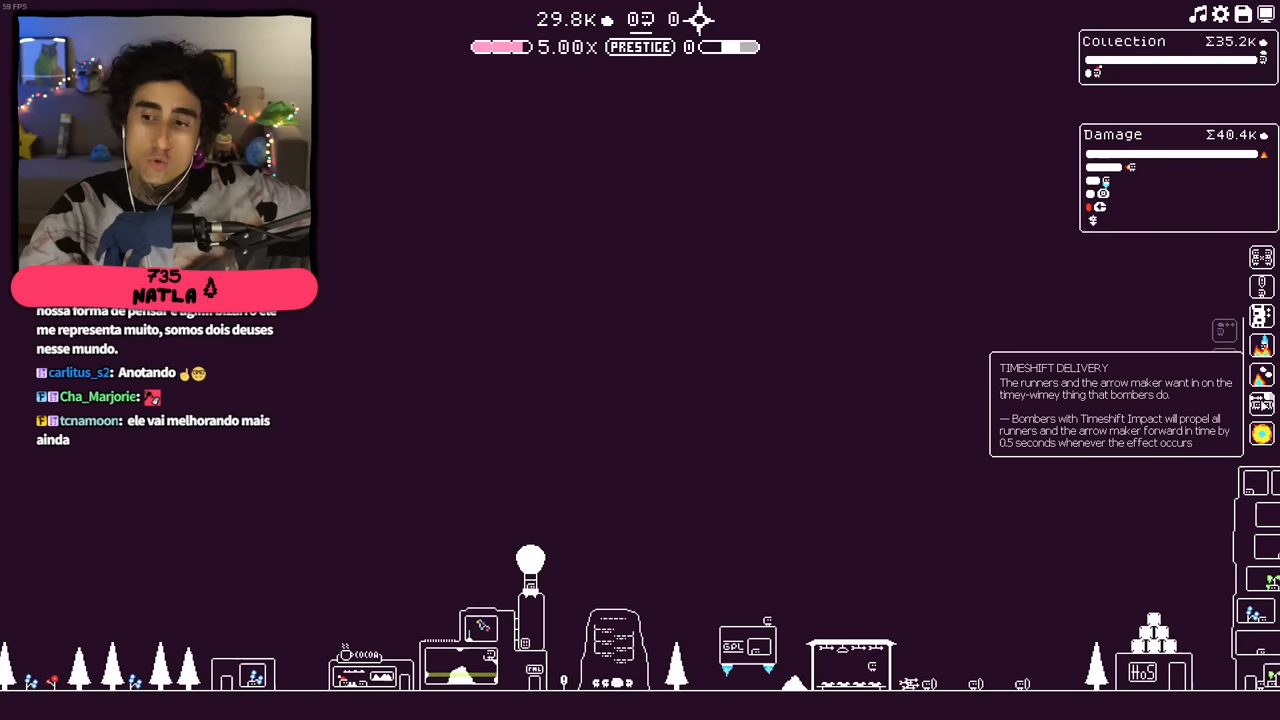 59 FPS
29.8K 0 0
5.00X PRESTIGE 0
Collection Σ35.2K
Damage Σ40.4K
735
NATLA
me representa muito, somos dois deuses
nesse mundo.
carlitus_s2: Anotando
Cha_Marjorie:
tcnamoon: ele vai melhorando mais
ainda
TIMESHIFT DELIVERY
The runners and the arrow maker want in on the
timey-wimey thing that bombers do.
— Bombers with Timeshift Impact will propel all
runners and the arrow maker forward in time by
0.5 seconds whenever the effect occurs
COCOA
GPL
HoS